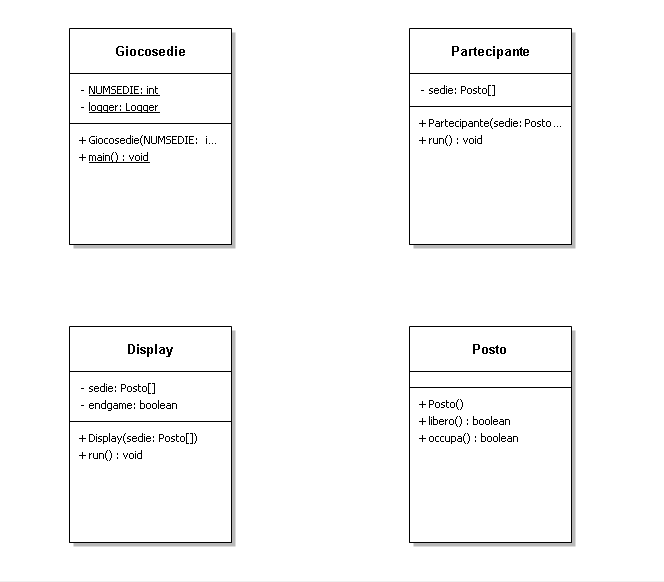 Giocosedie
- NUMSEDIE: int
- logger: Logger
+ Giocosedie(NUMSEDIE: i...
+ main() : void
Partecipante
- sedie: Posto[]
+ Partecipante(sedie: Posto...
+ run() : void
Display
- sedie: Posto[]
- endgame: boolean
+ Display(sedie: Posto[])
+ run() : void
Posto
+ Posto()
+ libero() : boolean
+ occupa() : boolean